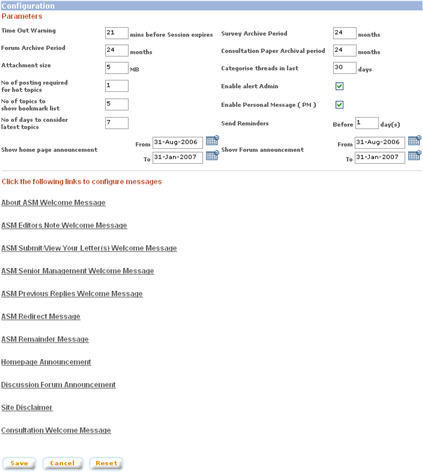 Configuration
Parameters
Time Out Warning 21 mins before Session expires Survey Archive Period 24 months
Forum Archive Period 24 months Consultation Paper Archival period 24 months
Attachment size 5 MB Categorise threads in last 30 days
No of posting required
for hot topics 1 Enable alert Admin
No of topics to
show bookmark list 5 Enable Personal Message ( PM )
No of days to consider
latest topics 7 Send Reminders Before 1 day(s)
Show home page announcement From 31-Aug-2006 Show Forum announcement From 31-Aug-2006
To 31-Jan-2007 To 31-Jan-2007
Click the following links to configure messages
About ASM Welcome Message
ASM Editors Note Welcome Message
ASM Submit/View Your Letter(s) Welcome Message
ASM Senior Management Welcome Message
ASM Previous Replies Welcome Message
ASM Redirect Message
ASM Remainder Message
Homepage Announcement
Discussion Forum Announcement
Site Disclaimer
Consultation Welcome Message
Save Cancel Reset